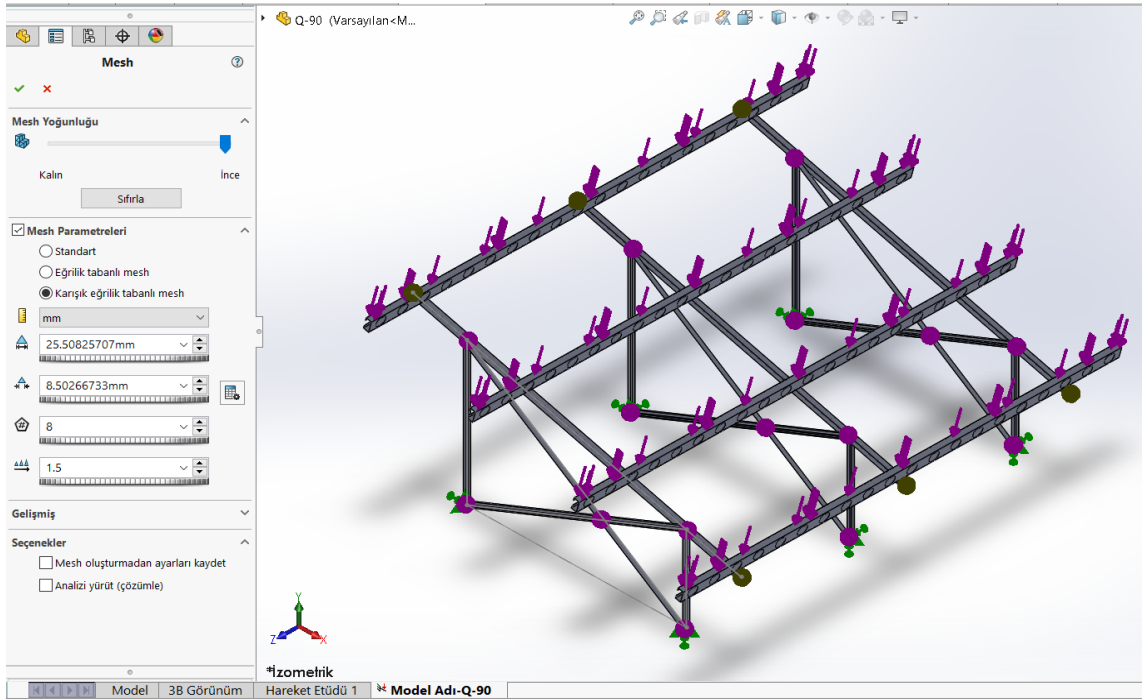 Q-90 (Varsayılan<M...
Mesh
Mesh Yoğunluğu
Kalın
İnce
Sıfırla
Mesh Parametreleri
Standart
Eğrilik tabanlı mesh
Karışık eğrilik tabanlı mesh
mm
25.50825707mm
8.50266733mm
8
1.5
Gelişmiş
Seçenekler
Mesh oluşturmadan ayarları kaydet
Analizi yürüt (çözümle)
Y
Z
X
*İzometrik
Model
3B Görünüm
Hareket Etüdü 1
Model Adı-Q-90